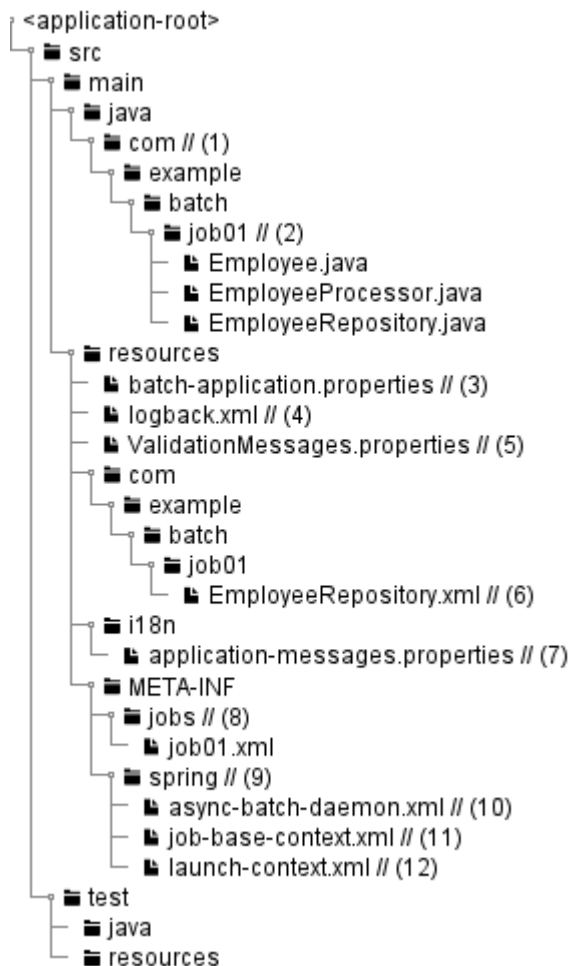 <application-root>
src
main
java
com // (1)
example
batch
job01 // (2)
Employee.java
EmployeeProcessor.java
EmployeeRepository.java
resources
batch-application.properties // (3)
logback.xml // (4)
ValidationMessages.properties // (5)
com
example
batch
job01
EmployeeRepository.xml // (6)
i18n
application-messages.properties // (7)
META-INF
jobs // (8)
job01.xml
spring // (9)
async-batch-daemon.xml // (10)
job-base-context.xml // (11)
launch-context.xml // (12)
test
java
resources